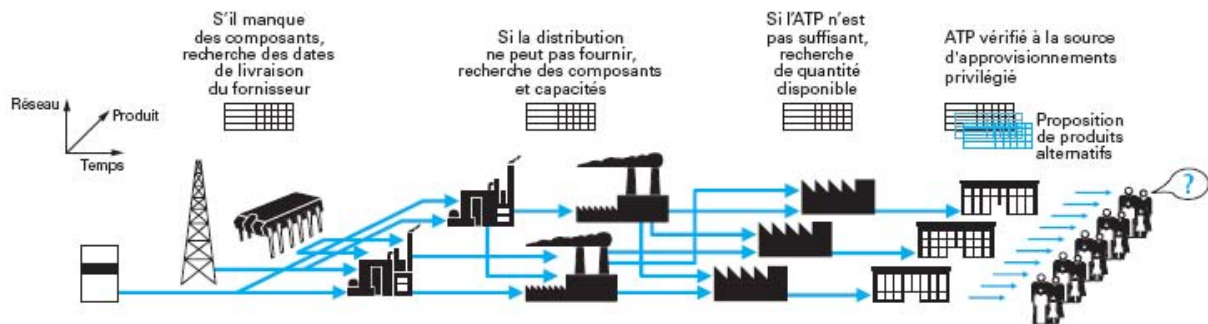 S'il manque
des composants,
recherche des dates
de livraison
du fornisseur
Si la distribution
ne peut pas fournir,
recherche des composants
et capacités
Si l'ATP n'est
pas suffisant,
recherche
de quantité
disponible
ATP vérifié à la source
d'approvisionnements
privilégié
Réseau
Produit
Temps
Proposition
de produits
alternatifs
?